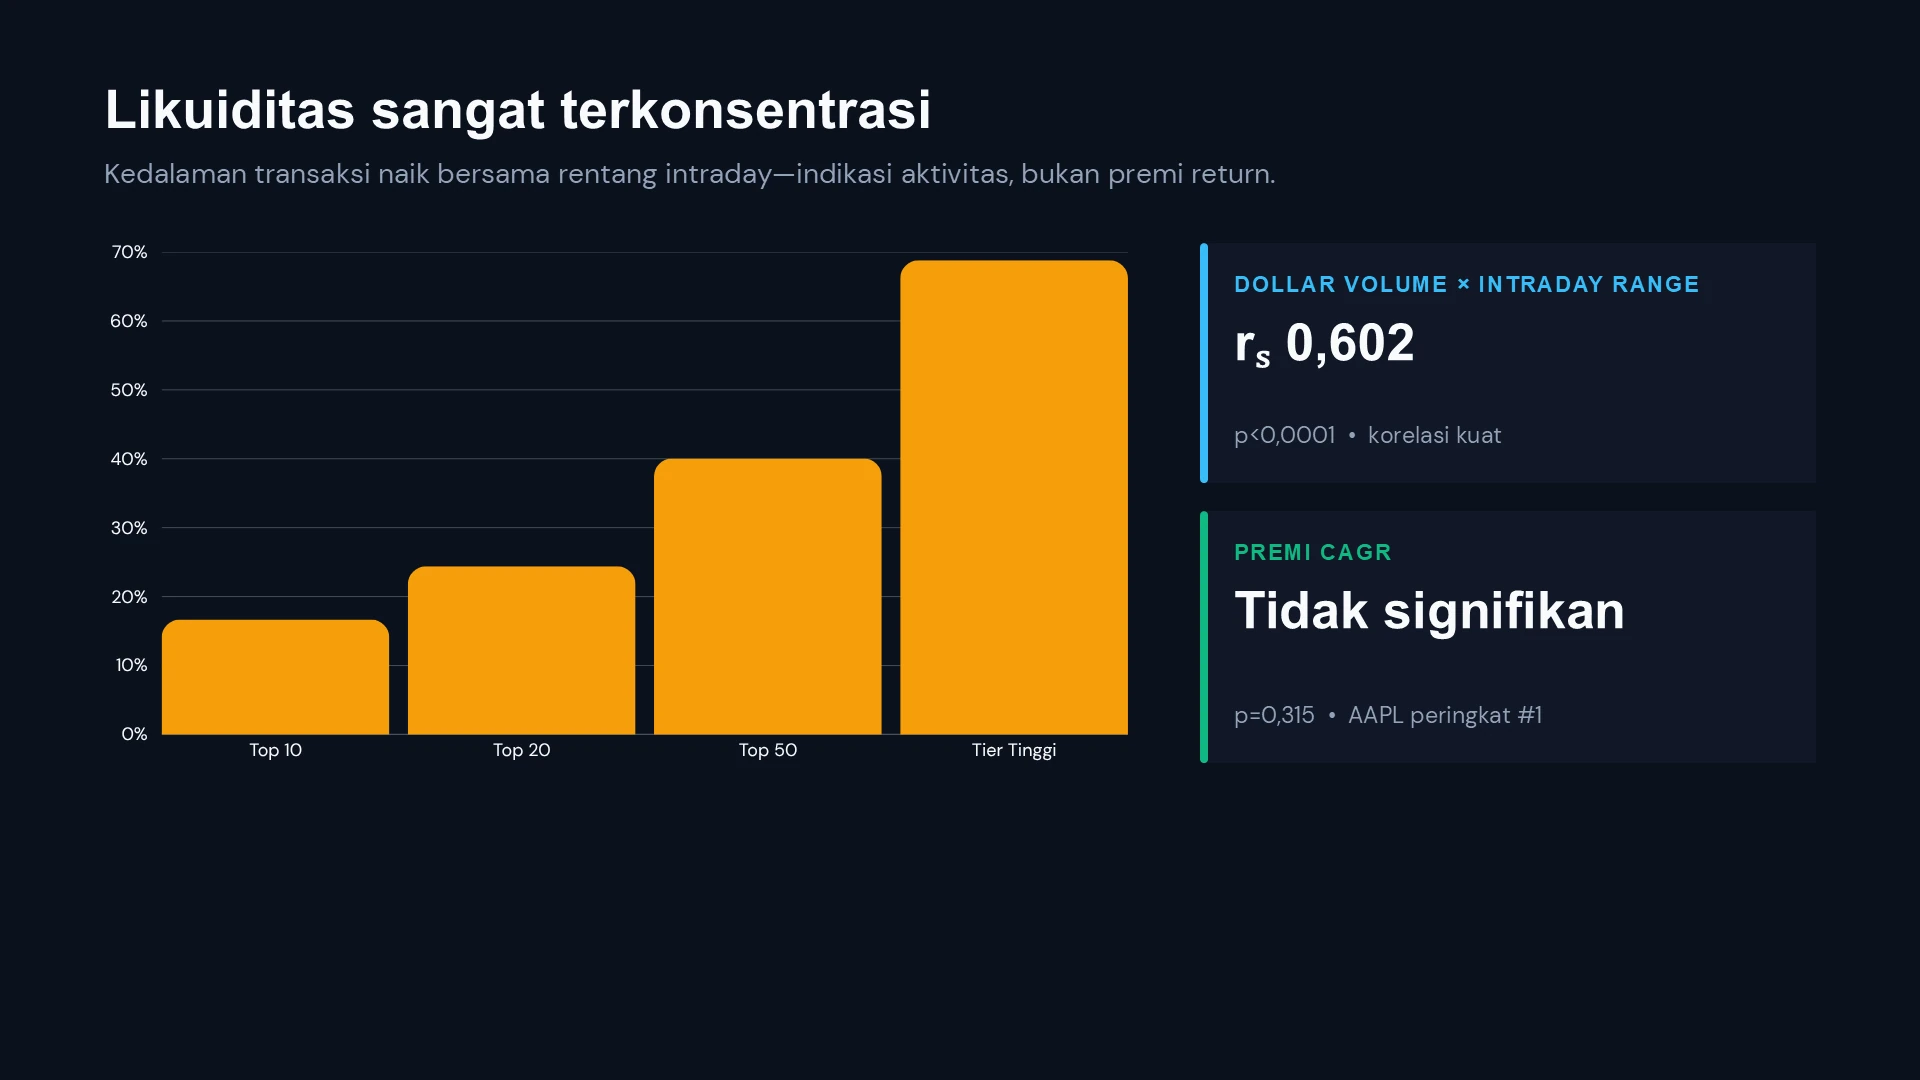 Likuiditas sangat terkonsentrasi
Kedalaman transaksi naik bersama rentang intraday—indikasi aktivitas, bukan premi return.
70%
60%
50%
40%
30%
20%
10%
0%
Top 10
Top 20
Top 50
Tier Tinggi
DOLLAR VOLUME × INTRADAY RANGE
rₛ 0,602
p<0,0001 • korelasi kuat
PREMI CAGR
Tidak signifikan
p=0,315 • AAPL peringkat #1